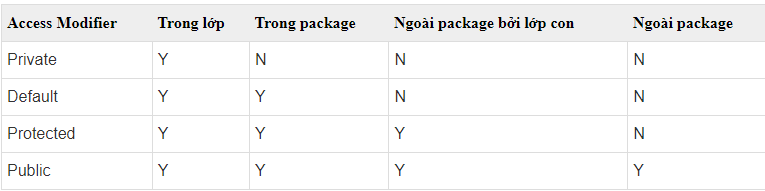 Access Modifier Trong lớp Trong package Ngoài package bởi lớp con Ngoài package
Private Y N N N
Default Y Y N N
Protected Y Y Y N
Public Y Y Y Y